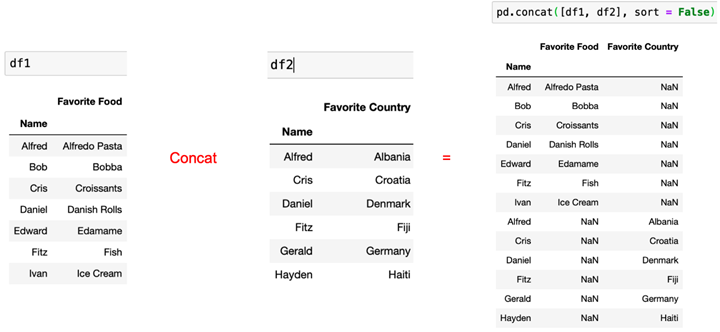 df1
Favorite Food
Name
Alfred Alfredo Pasta
Bob Bobba
Cris Croissants
Daniel Danish Rolls
Edward Edamame
Fitz Fish
Ivan Ice Cream
Concat
df2
Favorite Country
Name
Alfred Albania
Cris Croatia
Daniel Denmark
Fitz Fiji
Gerald Germany
Hayden Haiti
=
pd.concat([df1, df2], sort = False)
Favorite Food Favorite Country
Name
Alfred Alfredo Pasta NaN
Bob Bobba NaN
Cris Croissants NaN
Daniel Danish Rolls NaN
Edward Edamame NaN
Fitz Fish NaN
Ivan Ice Cream NaN
Alfred NaN Albania
Cris NaN Croatia
Daniel NaN Denmark
Fitz NaN Fiji
Gerald NaN Germany
Hayden NaN Haiti